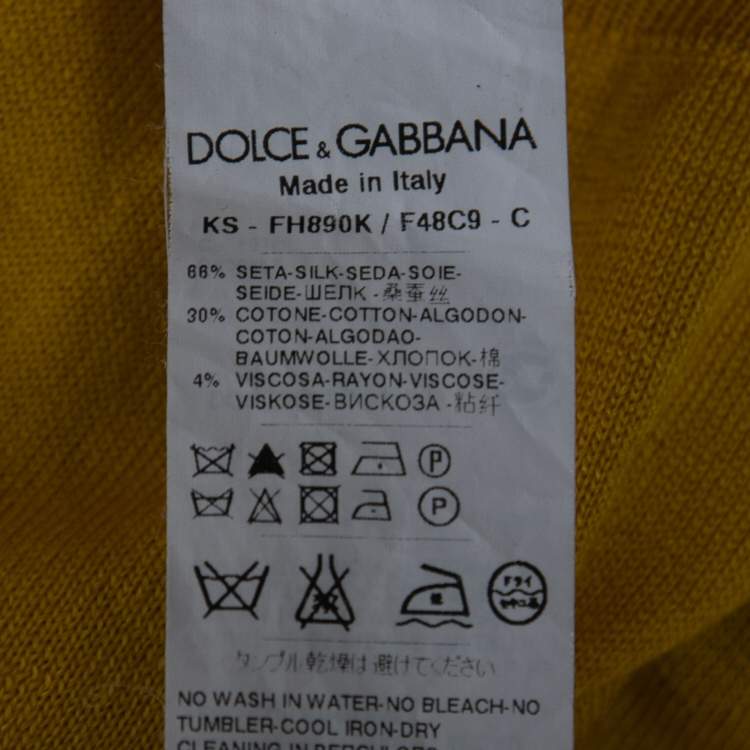 DOLCE & GABBANA
Made in Italy
KS - FH890K / F48C9 - C
66% SETA-SILK-SEDA-SOIE-
SEIDE-ШЕЛК-桑蚕丝
30% COTONE-COTTON-ALGODON-
COTON-ALGODAO-
BAUMWOLLE-ХЛОПОК-棉
4% VISCOSA-RAYON-VISCOSE-
VISKOSE-ВИСКОЗА-粘纤
P
P
ドライ
タンブル乾燥は避けてください
NO WASH IN WATER-NO BLEACH-NO
TUMBLER-COOL IRON-DRY